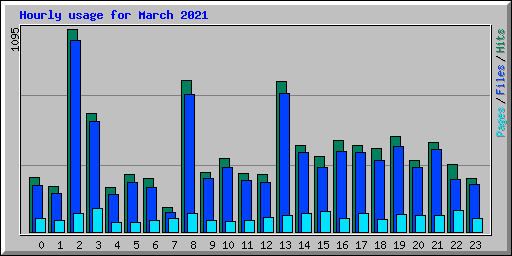 Hourly usage for March 2021
1095
Pages / Files / Hits
0 1 2 3 4 5 6 7 8 9 10 11 12 13 14 15 16 17 18 19 20 21 22 23